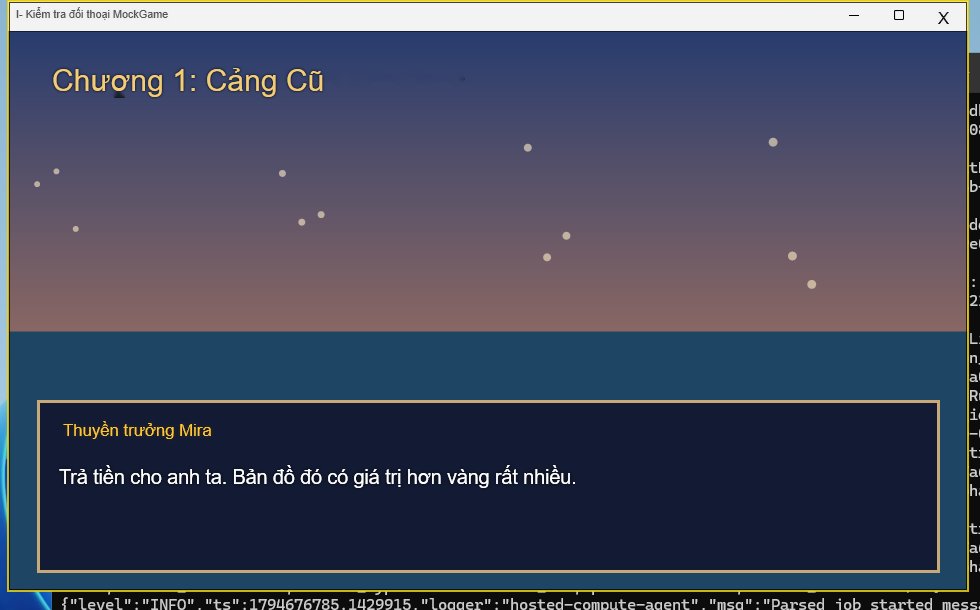 I- Kiểm tra đối thoại MockGame
Chương 1: Cảng Cũ
Thuyền trưởng Mira
Trả tiền cho anh ta. Bản đồ đó có giá trị hơn vàng rất nhiều.
{"level":"INFO","ts":1794676785.1429915,"logger":"hosted-compute-agent","msg":"Parsed job started mes